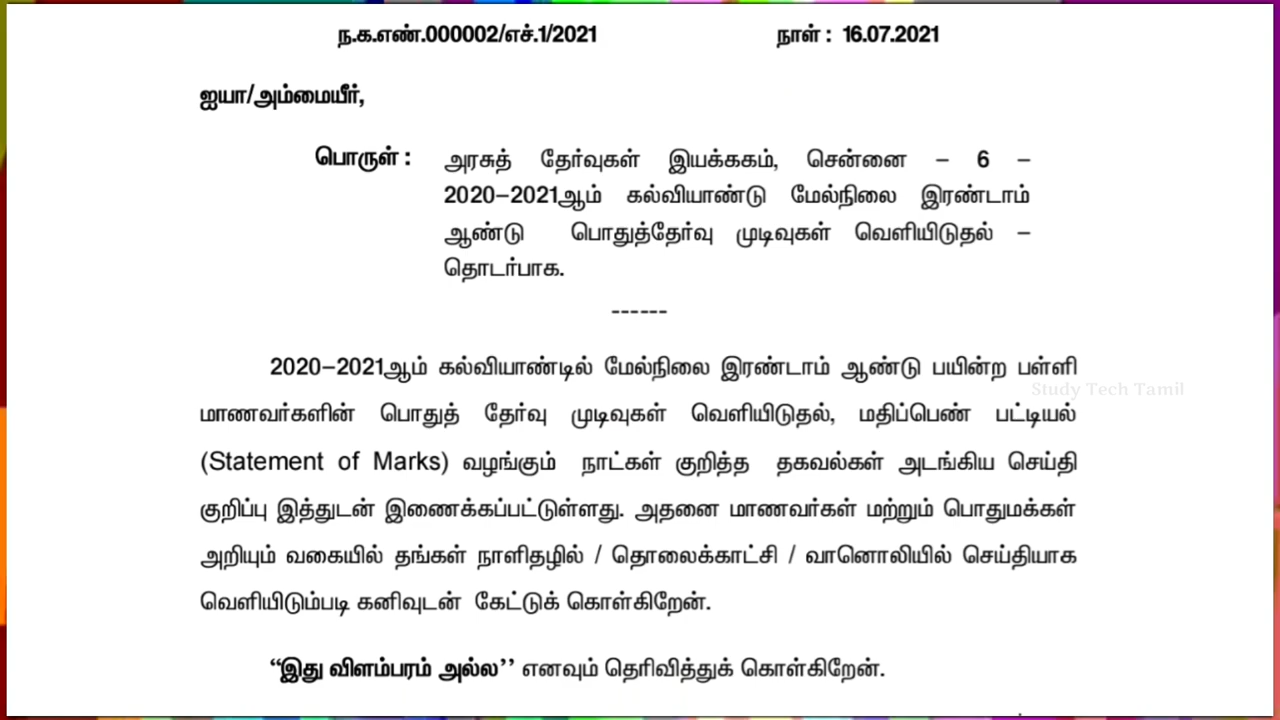 ந.க.எண்.000002/எச்.1/2021 நாள் : 16.07.2021
ஐயா/அம்மையீர்,
பொருள் : அரசுத் தேர்வுகள் இயக்ககம், சென்னை – 6 –
2020–2021ஆம் கல்வியாண்டு மேல்நிலை இரண்டாம்
ஆண்டு பொதுத்தேர்வு முடிவுகள் வெளியிடுதல் –
தொடர்பாக.
------
2020–2021ஆம் கல்வியாண்டில் மேல்நிலை இரண்டாம் ஆண்டு பயின்ற பள்ளி
Study Tech Tamil
மாணவர்களின் பொதுத் தேர்வு முடிவுகள் வெளியிடுதல், மதிப்பெண் பட்டியல்
(Statement of Marks) வழங்கும் நாட்கள் குறித்த தகவல்கள் அடங்கிய செய்தி
குறிப்பு இத்துடன் இணைக்கப்பட்டுள்ளது. அதனை மாணவர்கள் மற்றும் பொதுமக்கள்
அறியும் வகையில் தங்கள் நாளிதழில் / தொலைக்காட்சி / வானொலியில் செய்தியாக
வெளியிடும்படி கனிவுடன் கேட்டுக் கொள்கிறேன்.
“இது விளம்பரம் அல்ல’’ எனவும் தெரிவித்துக் கொள்கிறேன்.